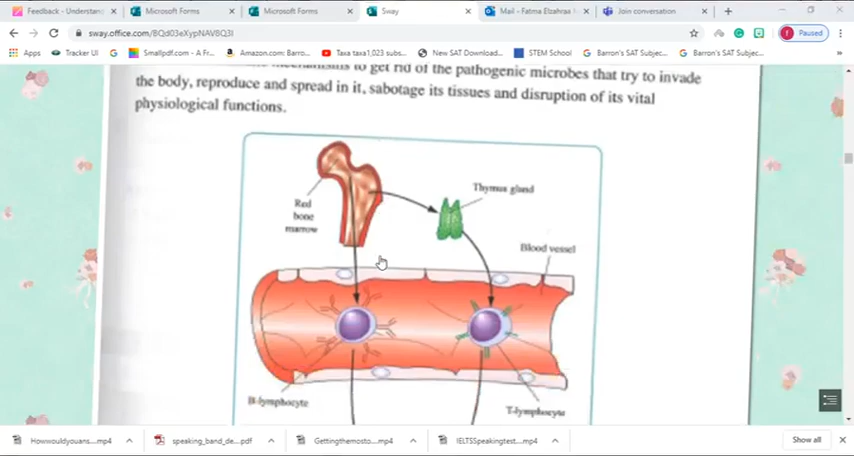 Feedback - Understand
Microsoft Forms
Microsoft Forms
Sway
Mail - Fatma Elzahraa M
Join conversation
sway.office.com/8Qd03eXypNAV8Q3l
Paused
Apps
Tracker UI
Smallpdf.com - A Fr...
Amazon.com: Barro...
Taxa taxa1,023 subs...
New SAT Download...
STEM School
Barron's SAT Subjec...
Barron's SAT Subjec...
mechanisms to get rid of the pathogenic microbes that try to invade
the body, reproduce and spread in it, sabotage its tissues and disruption of its vital
physiological functions.
Red
bone
marrow
Thymus gland
Blood vessel
B-lymphocyte
T-lymphocyte
Howwouldyouans....mp4
speaking_band_de....pdf
Gettingthemosto....mp4
!ELTSSpeakingtest....mp4
Show all